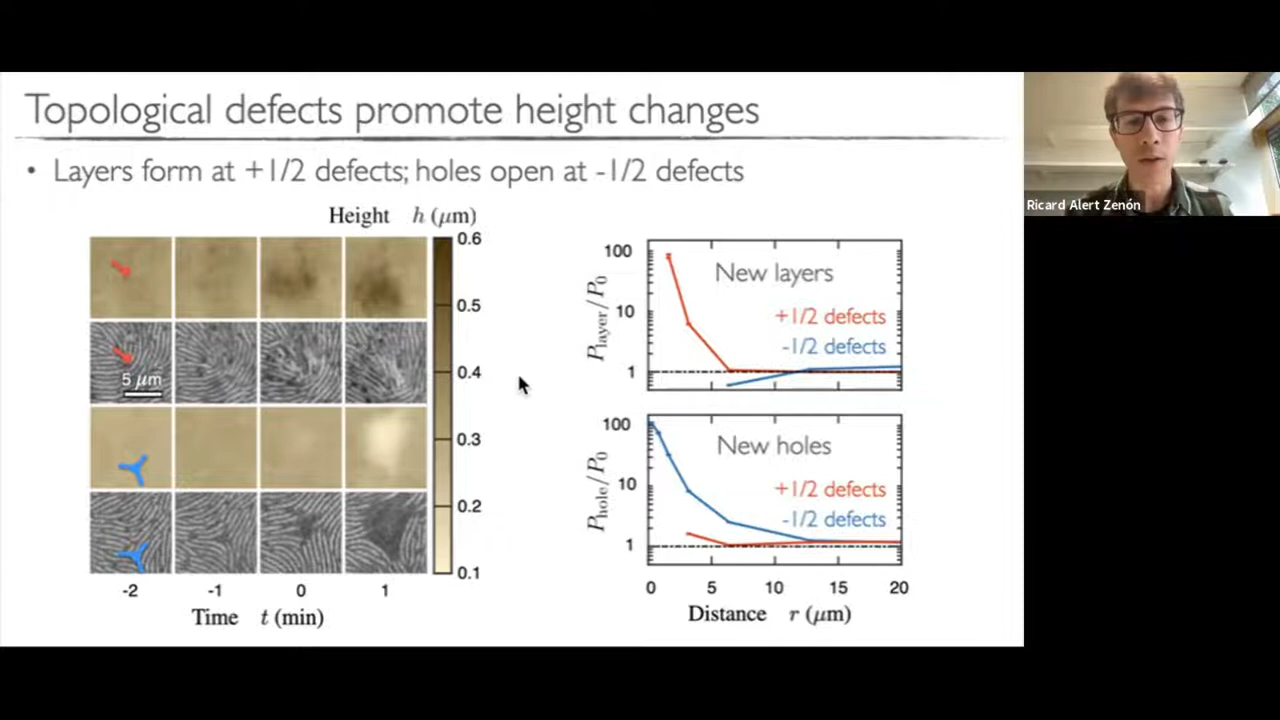 Topological defects promote height changes
• Layers form at +1/2 defects; holes open at -1/2 defects
Height h (μm)
0.6
0.5
0.4
0.3
0.2
0.1
5 μm
-2 -1 0 1
Time t (min)
P_layer/P_0
100
10
1
New layers
+1/2 defects
-1/2 defects
P_hole/P_0
100
10
1
New holes
+1/2 defects
-1/2 defects
0 5 10 15 20
Distance r (μm)
Ricard Alert Zenón